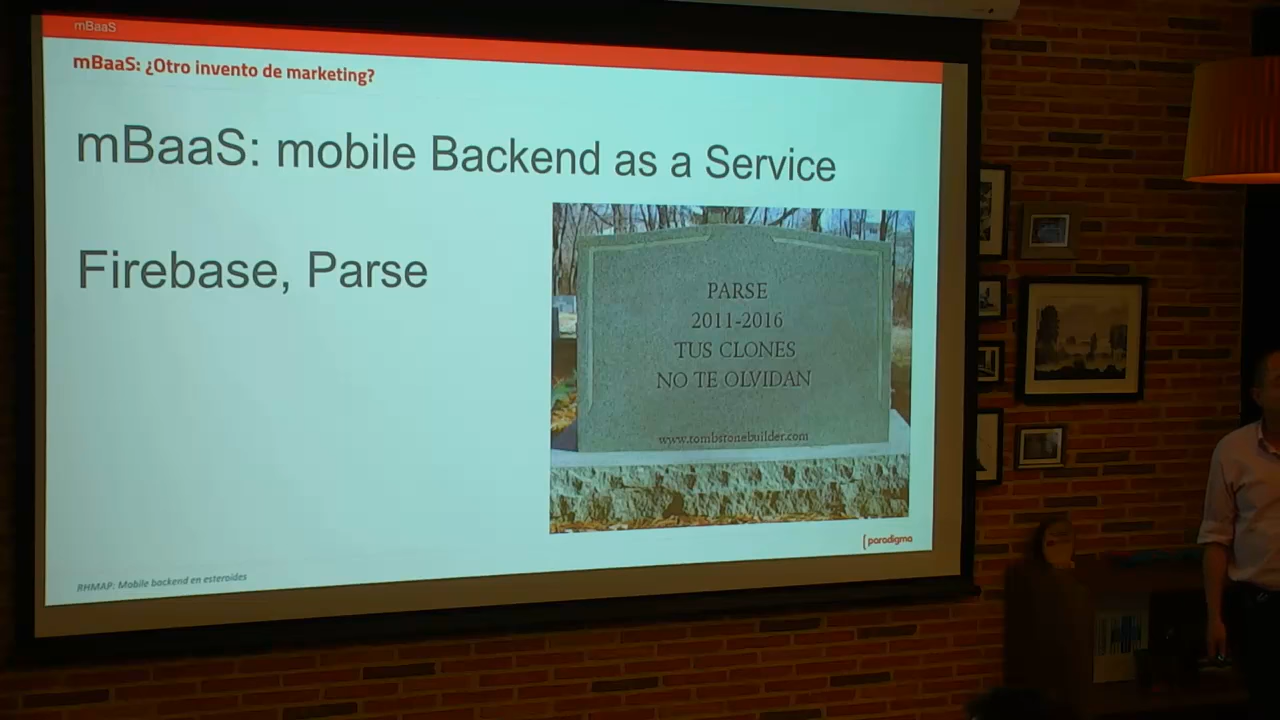 mBaaS
mBaaS: ¿Otro invento de marketing?
mBaaS: mobile Backend as a Service
Firebase, Parse
PARSE
2011-2016
TUS CLONES
NO TE OLVIDAN
www.tombstonebuilder.com
paradigma
RHMAP: Mobile backend en esteroides